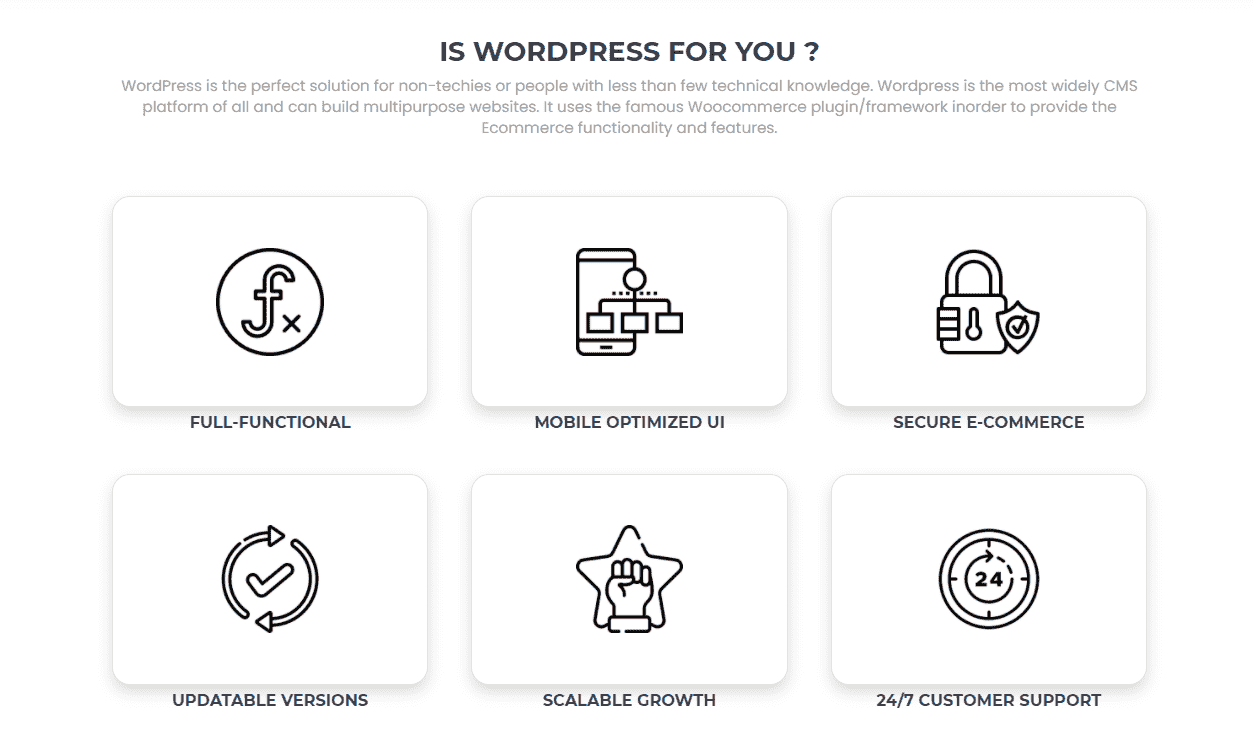 IS WORDPRESS FOR YOU ?
WordPress is the perfect solution for non-techies or people with less than few technical knowledge. Wordpress is the most widely CMS
platform of all and can build multipurpose websites. It uses the famous Woocommerce plugin/framework inorder to provide the
Ecommerce functionality and features.
FULL-FUNCTIONAL
MOBILE OPTIMIZED UI
SECURE E-COMMERCE
24
UPDATABLE VERSIONS
SCALABLE GROWTH
24/7 CUSTOMER SUPPORT